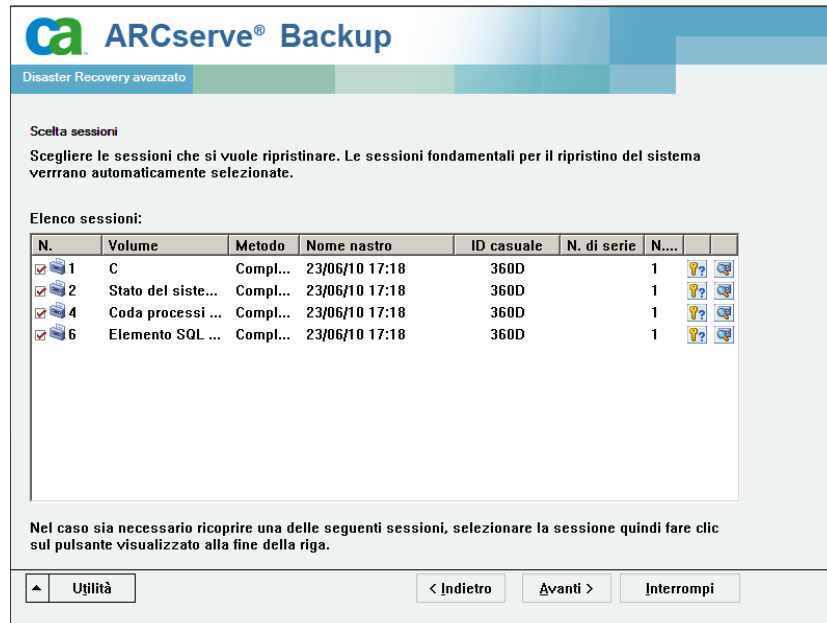 ca ARCserve® Backup
Disaster Recovery avanzato
Scelta sessioni
Scegliere le sessioni che si vuole ripristinare. Le sessioni fondamentali per il ripristino del sistema
verrrano automaticamente selezionate.
Elenco sessioni:
N. Volume Metodo Nome nastro ID casuale N. di serie N....
1 C Compl... 23/06/10 17:18 360D 1
2 Stato del siste... Compl... 23/06/10 17:18 360D 1
4 Coda processi ... Compl... 23/06/10 17:18 360D 1
6 Elemento SQL ... Compl... 23/06/10 17:18 360D 1
Nel caso sia necessario ricoprire una delle seguenti sessioni, selezionare la sessione quindi fare clic
sul pulsante visualizzato alla fine della riga.
Utilità < Indietro Avanti > Interrompi